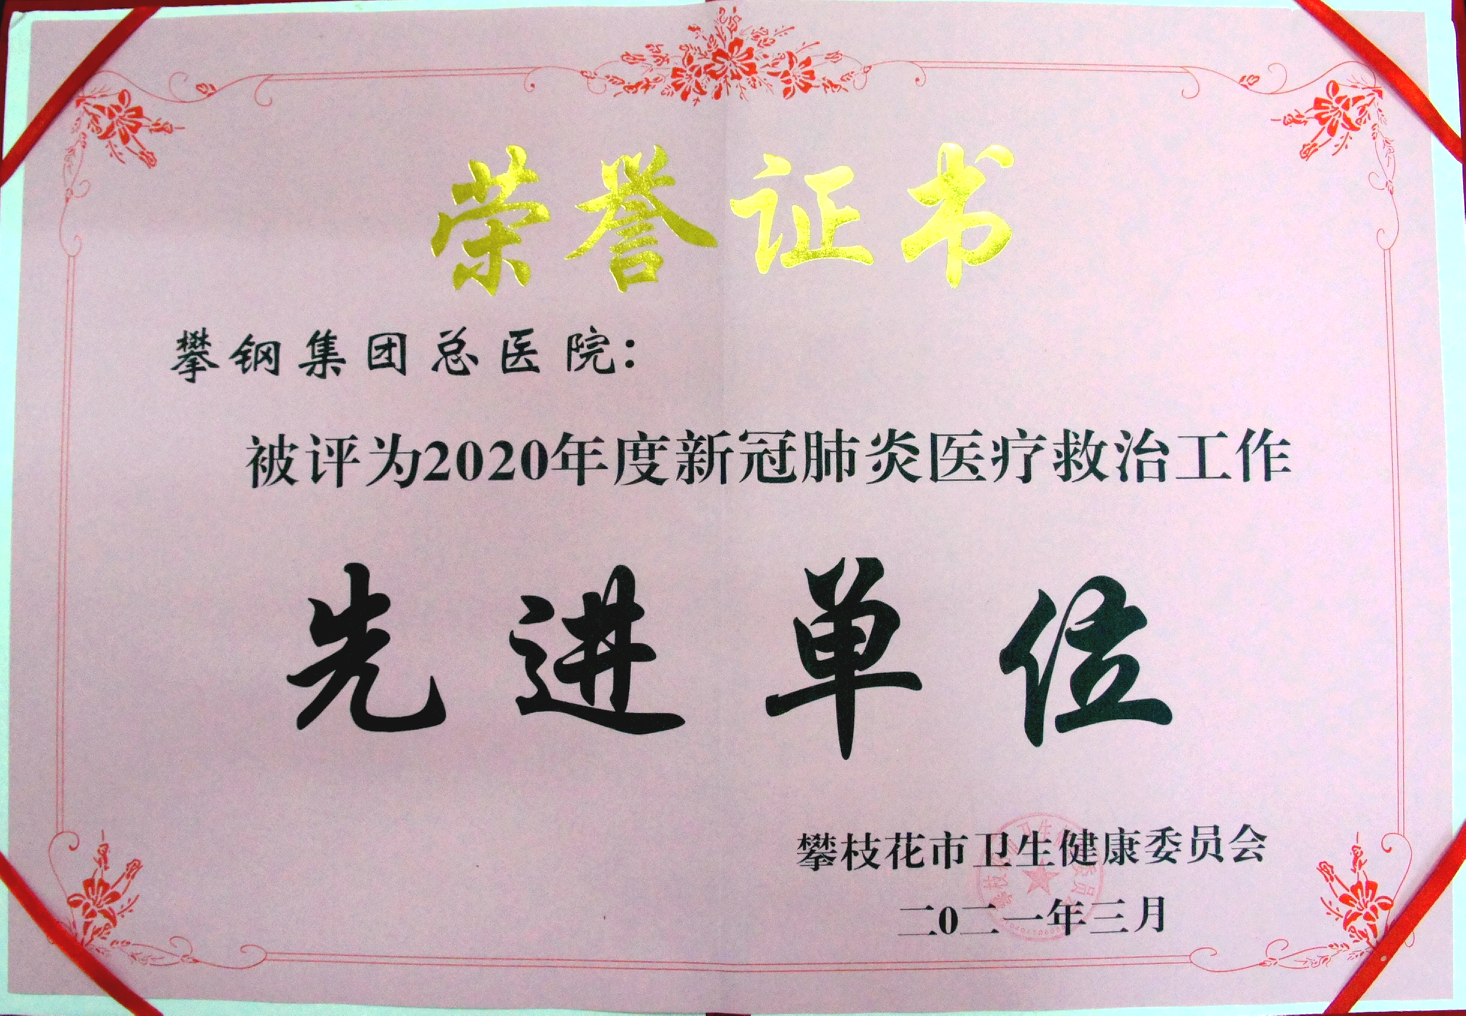 荣誉证书
攀钢集团总医院：
被评为2020年度新冠肺炎医疗救治工作
先进单位
攀枝花市卫生健康委员会
二0二一年三月